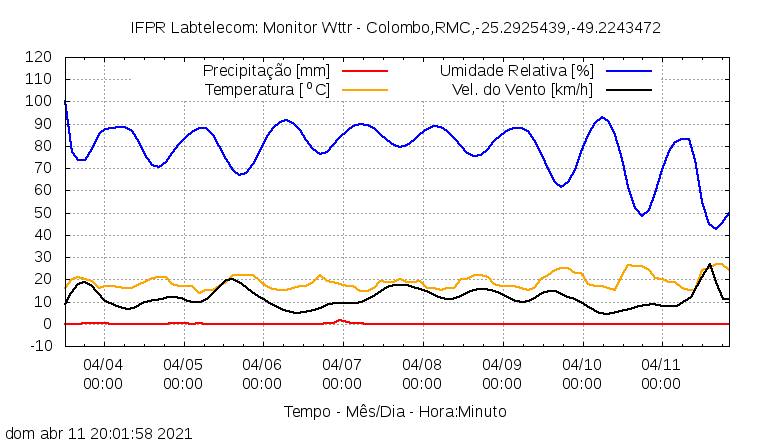 IFPR Labtelecom: Monitor Wttr - Colombo,RMC,-25.2925439,-49.2243472
120
110
100
90
80
70
60
50
40
30
20
10
0
-10
Precipitação [mm]
Temperatura [ºC]
Umidade Relativa [%]
Vel. do Vento [km/h]
04/04 04/05 04/06 04/07 04/08 04/09 04/10 04/11
00:00 00:00 00:00 00:00 00:00 00:00 00:00 00:00
Tempo - Mês/Dia - Hora:Minuto
dom abr 11 20:01:58 2021